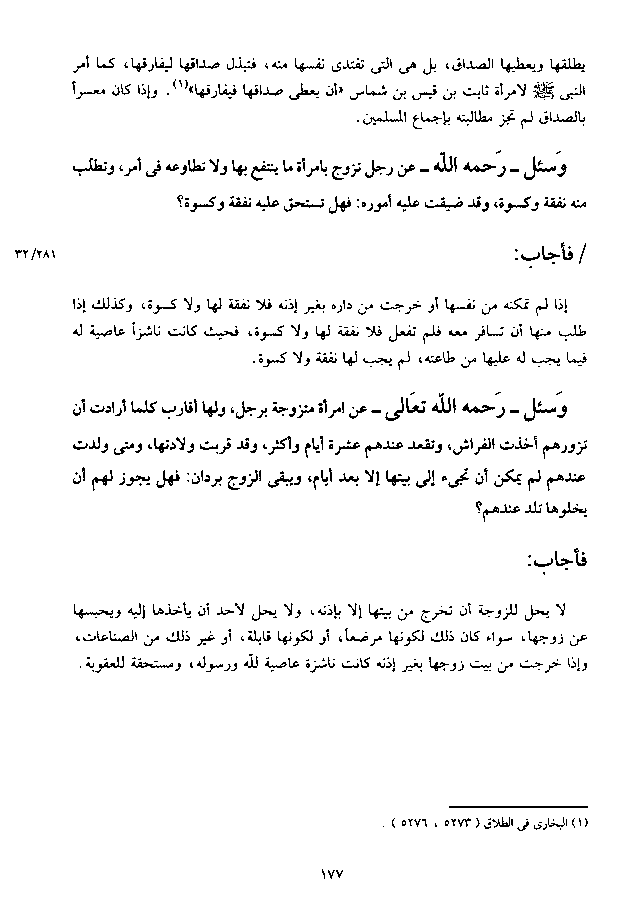 يطلقها ويعطيها الصداق، بل هى التى تفتدى نفسها منه، فتبذل صداقها ليفارقها، كما أمر
النبى ﷺ لامرأة ثابت بن قيس بن شماس «أن يعطى صداقها فيفارقها»(١). وإذا كان معسراً
بالصداق لم تجز مطالبته بإجماع المسلمين.
وَسئل ـ رَحمه اللَّه ـ عن رجل تزوج بامرأة ما ينتفع بها ولا تطاوعه فى أمر، وتطلب
منه نفقة وكسوة، وقد ضيقت عليه أموره: فهل تستحق عليه نفقة وكسوة؟
٣٢/٢٨١ / فأجاب:
إذا لم تمكنه من نفسها أو خرجت من داره بغير إذنه فلا نفقة لها ولا كسوة، وكذلك إذا
طلب منها أن تسافر معه فلم تفعل فلا نفقة لها ولا كسوة، فحيث كانت ناشزاً عاصية له
فيما يجب له عليها من طاعته، لم يجب لها نفقة ولا كسوة.
وَسئل ـ رَحمه اللَّه تعَالى ـ عن امرأة متزوجة برجل، ولها أقارب كلما أرادت أن
تزورهم أخذت الفراش، وتقعد عندهم عشرة أيام وأكثر، وقد قربت ولادتها، ومتى ولدت
عندهم لم يمكن أن تجىء إلى بيتها إلا بعد أيام، ويبقى الزوج بردان: فهل يجوز لهم أن
يخلوها تلد عندهم؟
فأجاب:
لا يحل للزوجة أن تخرج من بيتها إلا بإذنه، ولا يحل لأحد أن يأخذها إليه ويحبسها
عن زوجها، سواء كان ذلك لكونها مرضعاً، أو لكونها قابلة، أو غير ذلك من الصناعات،
وإذا خرجت من بيت زوجها بغير إذنه كانت ناشزة عاصية للَّه ورسوله، ومستحقة للعقوبة.
(١) البخارى فى الطلاق ( ٥٢٧٣ ، ٥٢٧٦ ) .
١٧٧